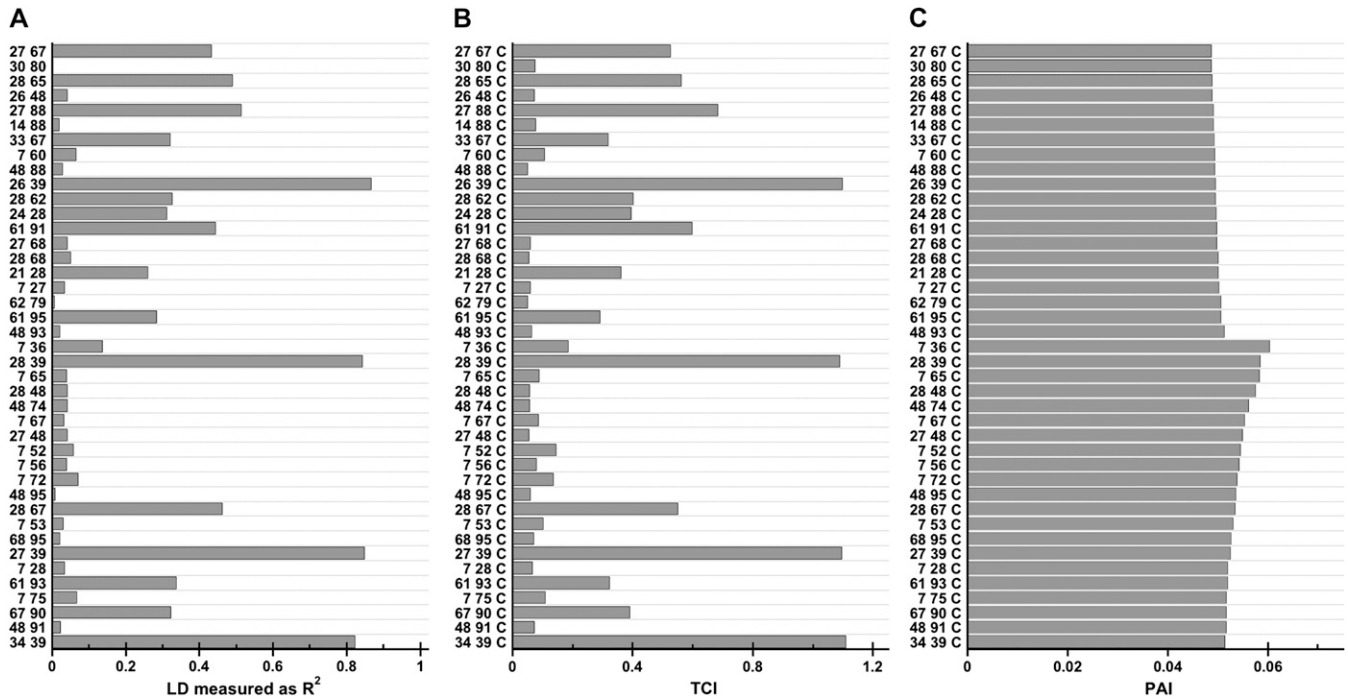 A
27 67
30 80
28 65
26 48
27 88
14 88
33 67
7 60
48 88
26 39
28 62
24 28
61 91
27 68
28 68
21 28
7 27
62 79
61 95
48 93
7 36
28 39
7 65
28 48
48 74
7 67
27 48
7 52
7 56
7 72
48 95
28 67
7 53
68 95
27 39
7 28
61 93
7 75
67 90
48 91
34 39
0 0.2 0.4 0.6 0.8 1
LD measured as R²
B
27 67 C
30 80 C
28 65 C
26 48 C
27 88 C
14 88 C
33 67 C
7 60 C
48 88 C
26 39 C
28 62 C
24 28 C
61 91 C
27 68 C
28 68 C
21 28 C
7 27 C
62 79 C
61 95 C
48 93 C
7 36 C
28 39 C
7 65 C
28 48 C
48 74 C
7 67 C
27 48 C
7 52 C
7 56 C
7 72 C
48 95 C
28 67 C
7 53 C
68 95 C
27 39 C
7 28 C
61 93 C
7 75 C
67 90 C
48 91 C
34 39 C
0 0.4 0.8 1.2
TCI
C
27 67 C
30 80 C
28 65 C
26 48 C
27 88 C
14 88 C
33 67 C
7 60 C
48 88 C
26 39 C
28 62 C
24 28 C
61 91 C
27 68 C
28 68 C
21 28 C
7 27 C
62 79 C
61 95 C
48 93 C
7 36 C
28 39 C
7 65 C
28 48 C
48 74 C
7 67 C
27 48 C
7 52 C
7 56 C
7 72 C
48 95 C
28 67 C
7 53 C
68 95 C
27 39 C
7 28 C
61 93 C
7 75 C
67 90 C
48 91 C
34 39 C
0 0.02 0.04 0.06
PAI